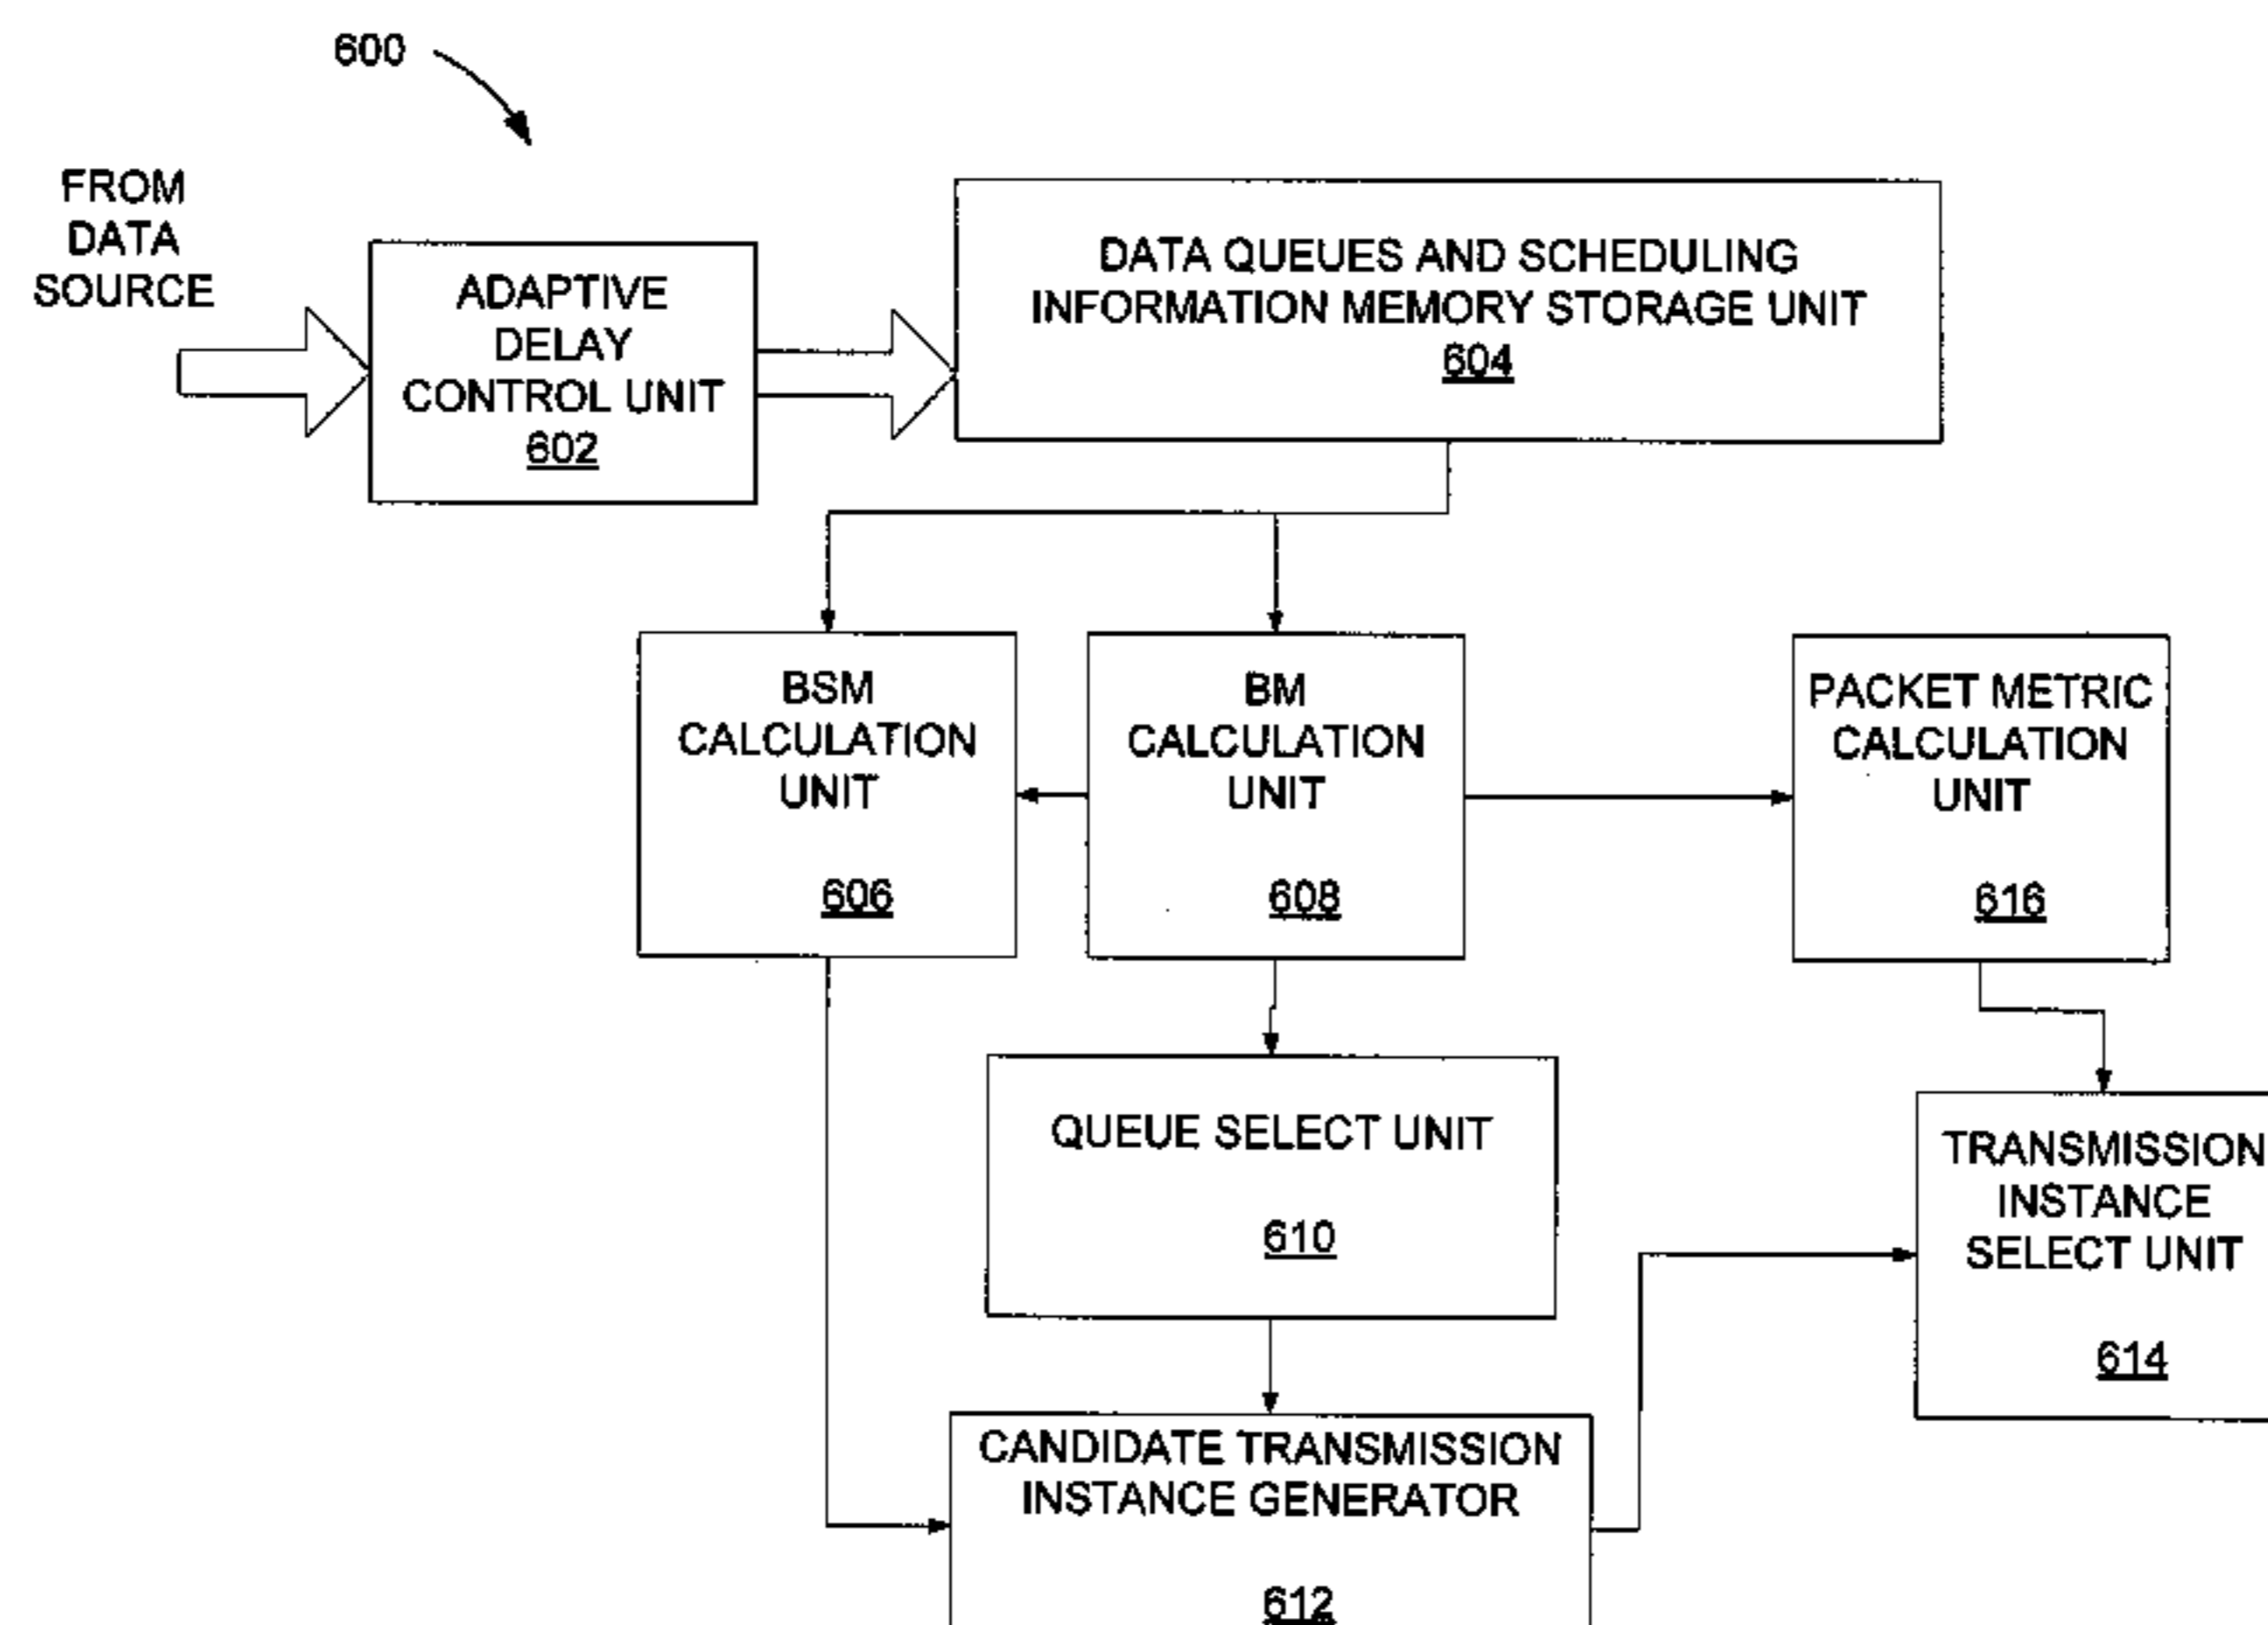 600
FROM
DATA
SOURCE
ADAPTIVE
DELAY
CONTROL UNIT
602
DATA QUEUES AND SCHEDULING
INFORMATION MEMORY STORAGE UNIT
604
BSM
CALCULATION
UNIT
606
BM
CALCULATION
UNIT
608
PACKET METRIC
CALCULATION
UNIT
616
QUEUE SELECT UNIT
610
TRANSMISSION
INSTANCE
SELECT UNIT
614
CANDIDATE TRANSMISSION
INSTANCE GENERATOR
612